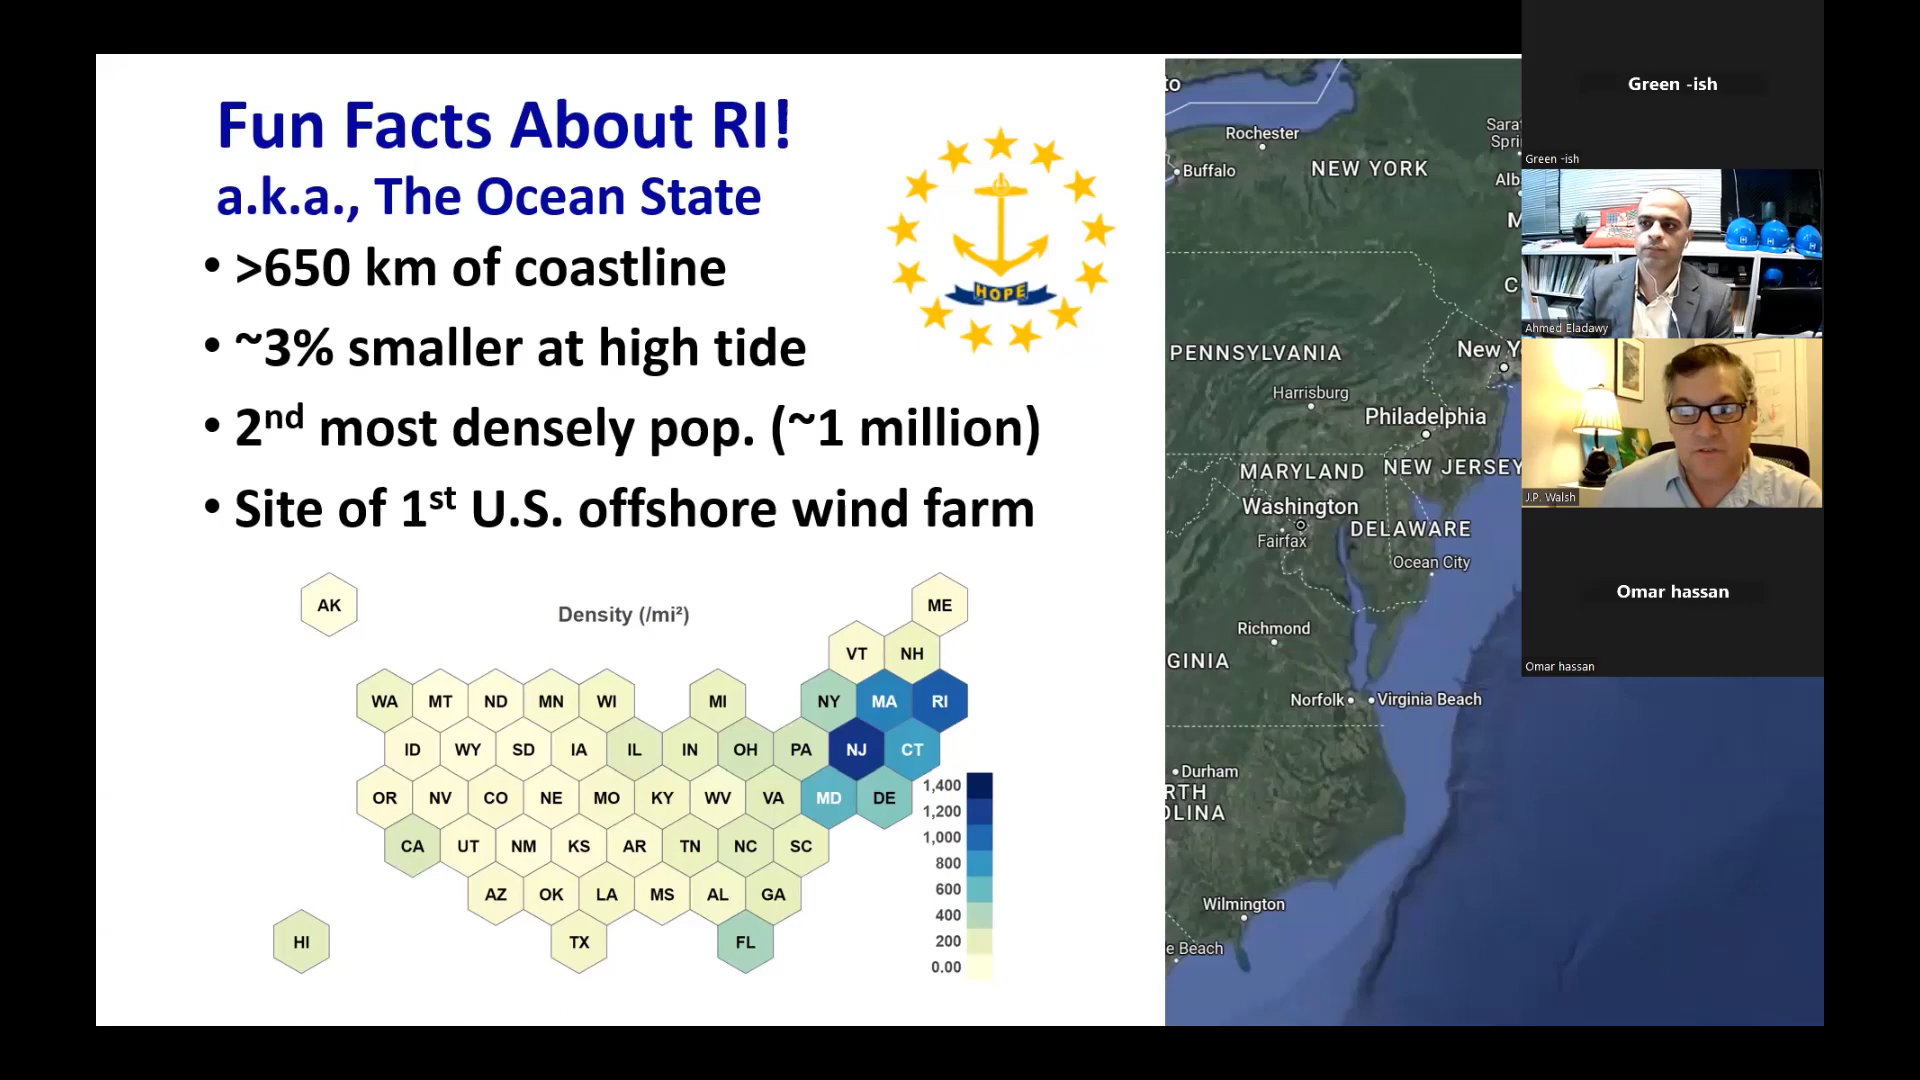 Fun Facts About RI!
a.k.a., The Ocean State
• >650 km of coastline
• ~3% smaller at high tide
• 2nd most densely pop. (~1 million)
• Site of 1st U.S. offshore wind farm
HOPE
Density (/mi²)
AK
ME
VT
NH
WA
MT
ND
MN
WI
MI
NY
MA
RI
ID
WY
SD
IA
IL
IN
OH
PA
NJ
CT
OR
NV
CO
NE
MO
KY
WV
VA
MD
DE
CA
UT
NM
KS
AR
TN
NC
SC
AZ
OK
LA
MS
AL
GA
HI
TX
FL
1,400
1,200
1,000
800
600
400
200
0.00
to
Rochester
Buffalo
NEW YORK
Sara
Spri
Alb
M
C
PENNSYLVANIA
New Y
Harrisburg
Philadelphia
MARYLAND
NEW JERSEY
Washington
DELAWARE
Fairfax
Ocean City
Richmond
GINIA
Norfolk
Virginia Beach
Durham
RTH
OLINA
Wilmington
e Beach
Green -ish
Green -ish
Ahmed Eladawy
J.P. Walsh
Omar hassan
Omar hassan